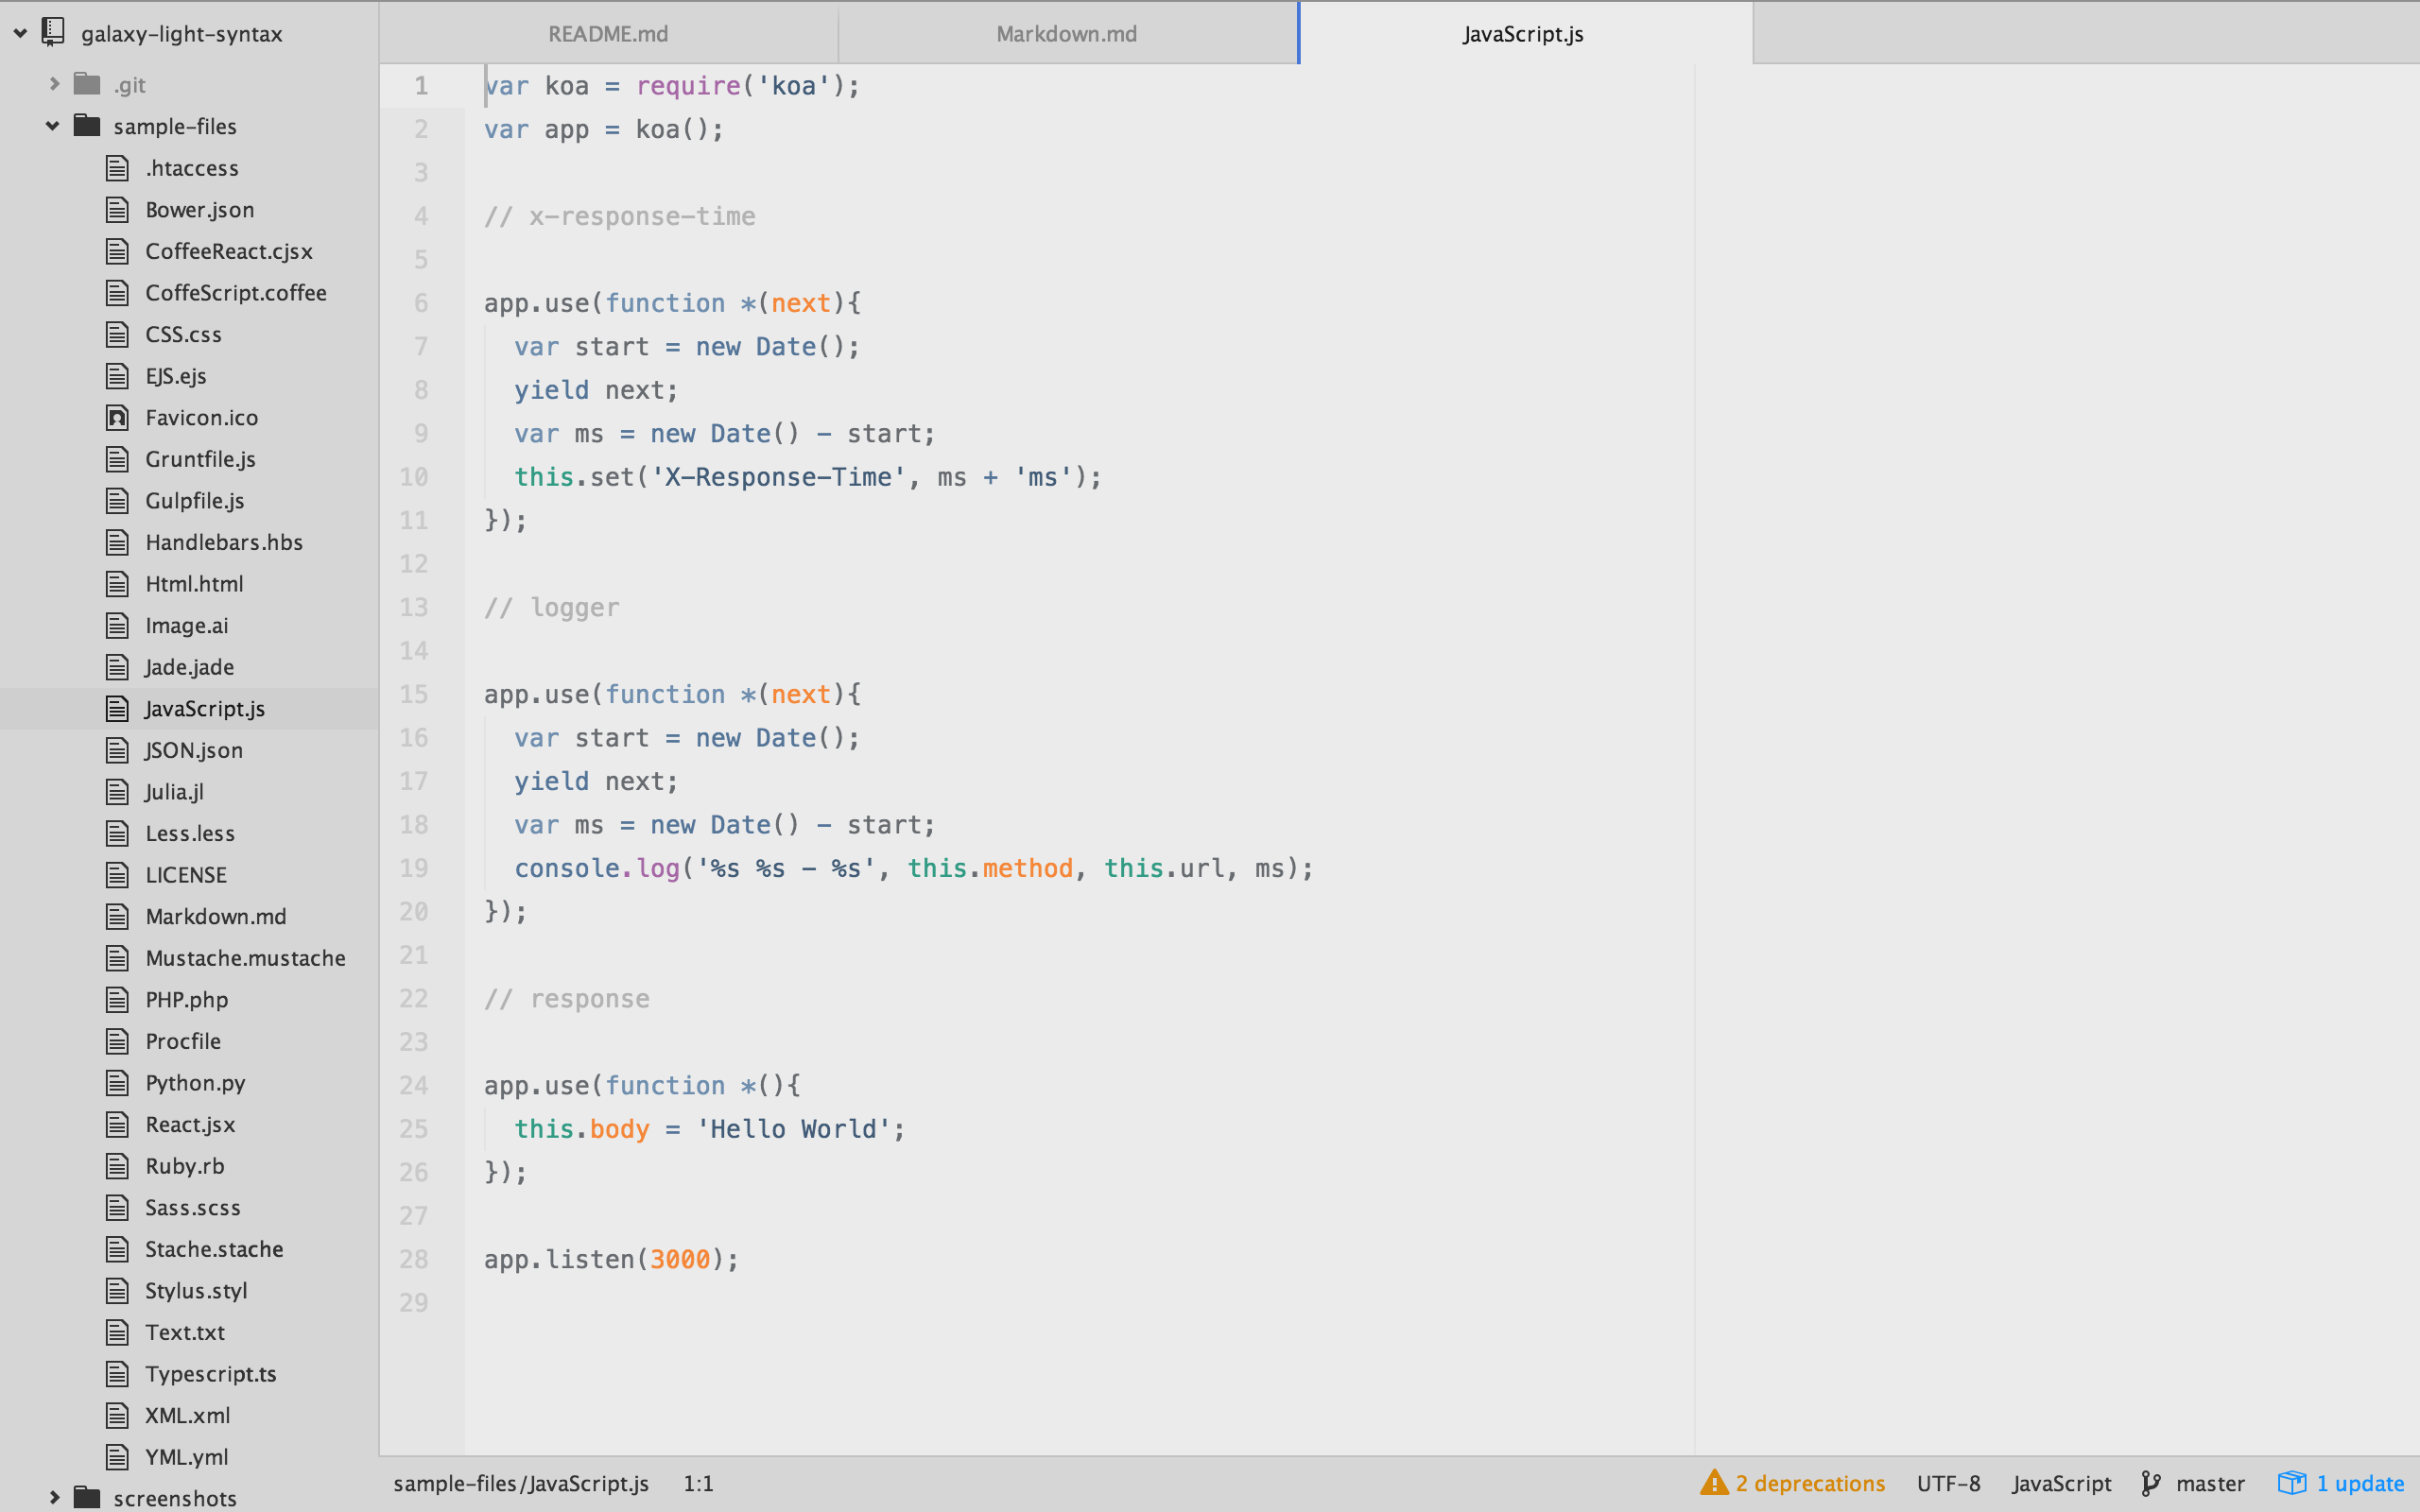 galaxy-light-syntax
.git
sample-files
.htaccess
Bower.json
CoffeeReact.cjsx
CoffeScript.coffee
CSS.css
EJS.ejs
Favicon.ico
Gruntfile.js
Gulpfile.js
Handlebars.hbs
Html.html
Image.ai
Jade.jade
JavaScript.js
JSON.json
Julia.jl
Less.less
LICENSE
Markdown.md
Mustache.mustache
PHP.php
Procfile
Python.py
React.jsx
Ruby.rb
Sass.scss
Stache.stache
Stylus.styl
Text.txt
Typescript.ts
XML.xml
YML.yml
screenshots
README.md Markdown.md JavaScript.js
1 var koa = require('koa');
2 var app = koa();
3
4 // x-response-time
5
6 app.use(function *(next){
7   var start = new Date();
8   yield next;
9   var ms = new Date() - start;
10   this.set('X-Response-Time', ms + 'ms');
11 });
12
13 // logger
14
15 app.use(function *(next){
16   var start = new Date();
17   yield next;
18   var ms = new Date() - start;
19   console.log('%s %s - %s', this.method, this.url, ms);
20 });
21
22 // response
23
24 app.use(function *(){
25   this.body = 'Hello World';
26 });
27
28 app.listen(3000);
29
sample-files/JavaScript.js 1:1 2 deprecations UTF-8 JavaScript master 1 update